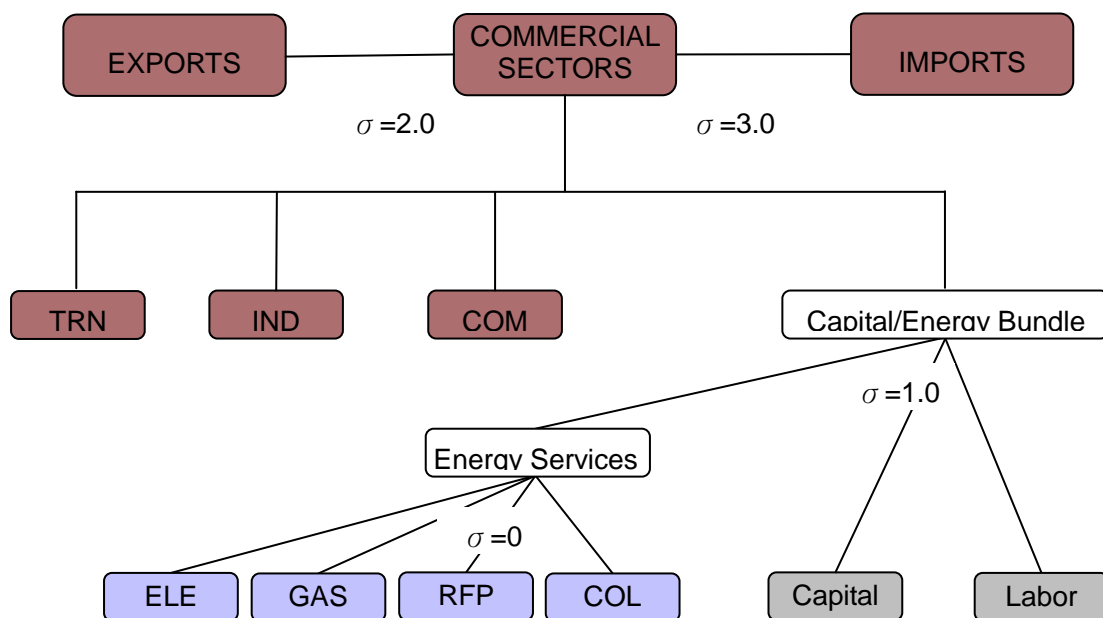 EXPORTS
COMMERCIAL
SECTORS
IMPORTS
σ =2.0
σ =3.0
TRN
IND
COM
Capital/Energy Bundle
σ =1.0
Energy Services
σ =0
ELE
GAS
RFP
COL
Capital
Labor